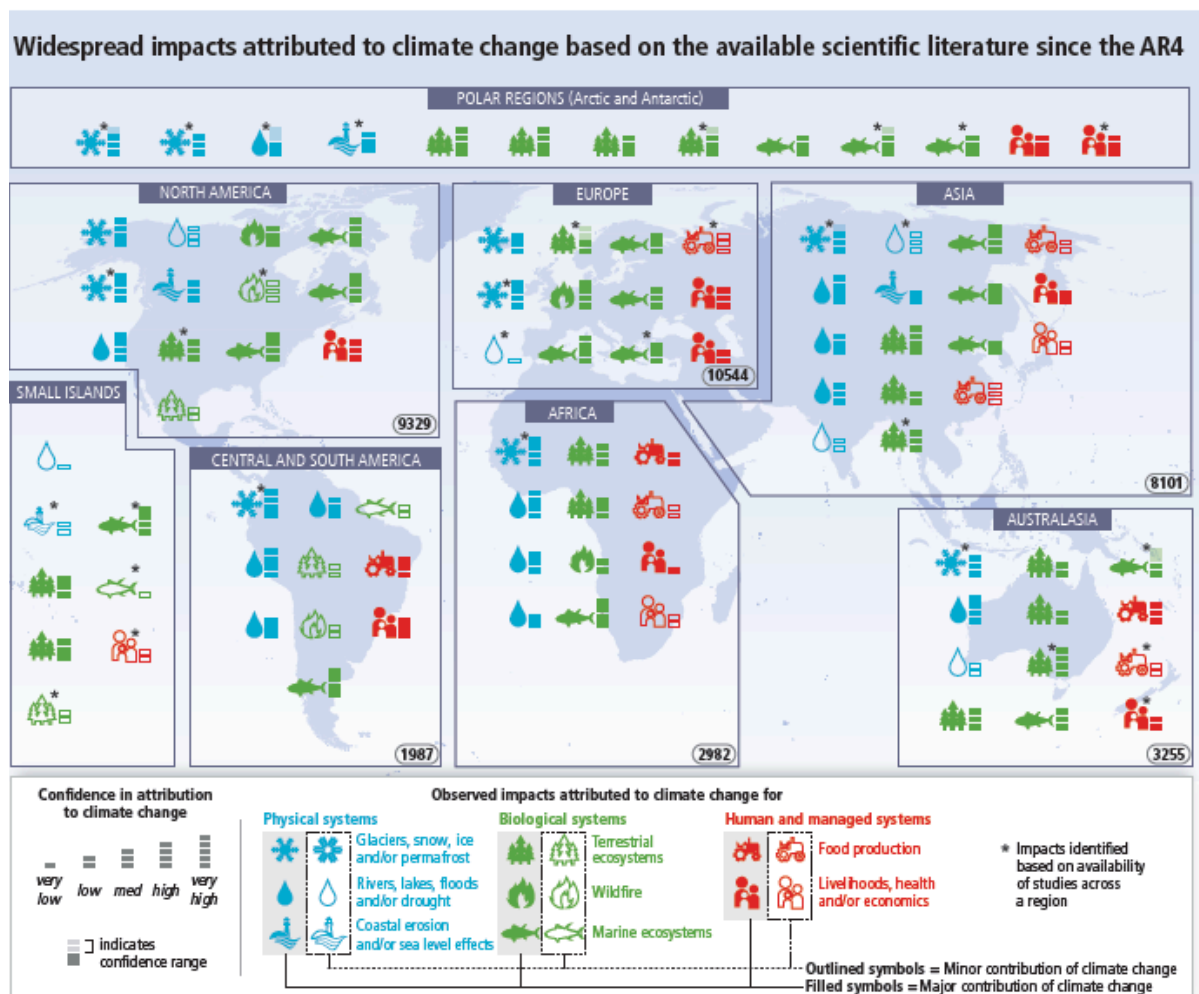 Widespread impacts attributed to climate change based on the available scientific literature since the AR4
POLAR REGIONS (Arctic and Antarctic)
NORTH AMERICA
EUROPE
ASIA
10544
SMALL ISLANDS
AFRICA
9329
CENTRAL AND SOUTH AMERICA
8101
AUSTRALASIA
1987
2982
3255
Confidence in attribution
to climate change
very low
low
med
high
very high
indicates
confidence range
Observed impacts attributed to climate change for
Physical systems
Glaciers, snow, ice
and/or permafrost
Rivers, lakes, floods
and/or drought
Coastal erosion
and/or sea level effects
Biological systems
Terrestrial
ecosystems
Wildfire
Marine ecosystems
Human and managed systems
Food production
Livelihoods, health
and/or economics
* Impacts identified
based on availability
of studies across
a region
Outlined symbols = Minor contribution of climate change
Filled symbols = Major contribution of climate change